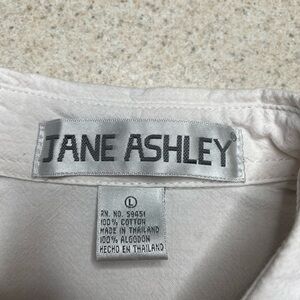 JANE ASHLEY®
L
RN. NO. 59451
100% COTTON
MADE IN THAILAND
100% ALGODON
HECHO EN THAILAND